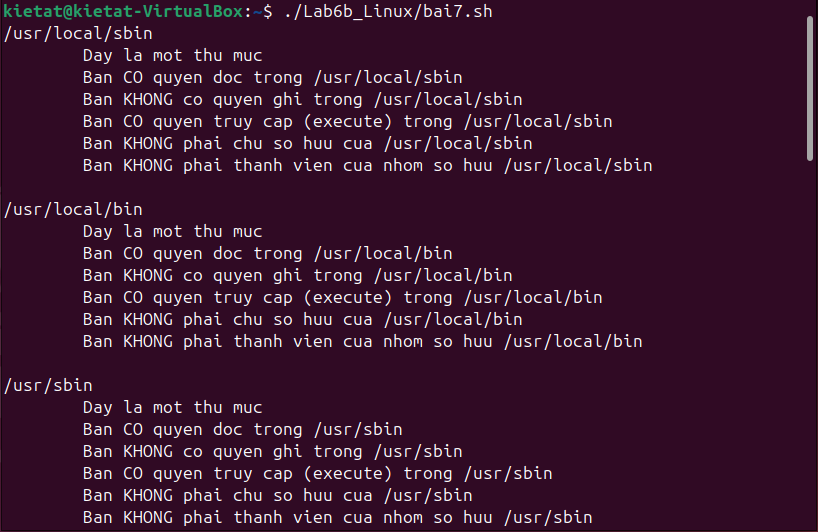 kietat@kietat-VirtualBox:~$ ./Lab6b_Linux/bai7.sh
/usr/local/sbin
Day la mot thu muc
Ban CO quyen doc trong /usr/local/sbin
Ban KHONG co quyen ghi trong /usr/local/sbin
Ban CO quyen truy cap (execute) trong /usr/local/sbin
Ban KHONG phai chu so huu cua /usr/local/sbin
Ban KHONG phai thanh vien cua nhom so huu /usr/local/sbin
/usr/local/bin
Day la mot thu muc
Ban CO quyen doc trong /usr/local/bin
Ban KHONG co quyen ghi trong /usr/local/bin
Ban CO quyen truy cap (execute) trong /usr/local/bin
Ban KHONG phai chu so huu cua /usr/local/bin
Ban KHONG phai thanh vien cua nhom so huu /usr/local/bin
/usr/sbin
Day la mot thu muc
Ban CO quyen doc trong /usr/sbin
Ban KHONG co quyen ghi trong /usr/sbin
Ban CO quyen truy cap (execute) trong /usr/sbin
Ban KHONG phai chu so huu cua /usr/sbin
Ban KHONG phai thanh vien cua nhom so huu /usr/sbin